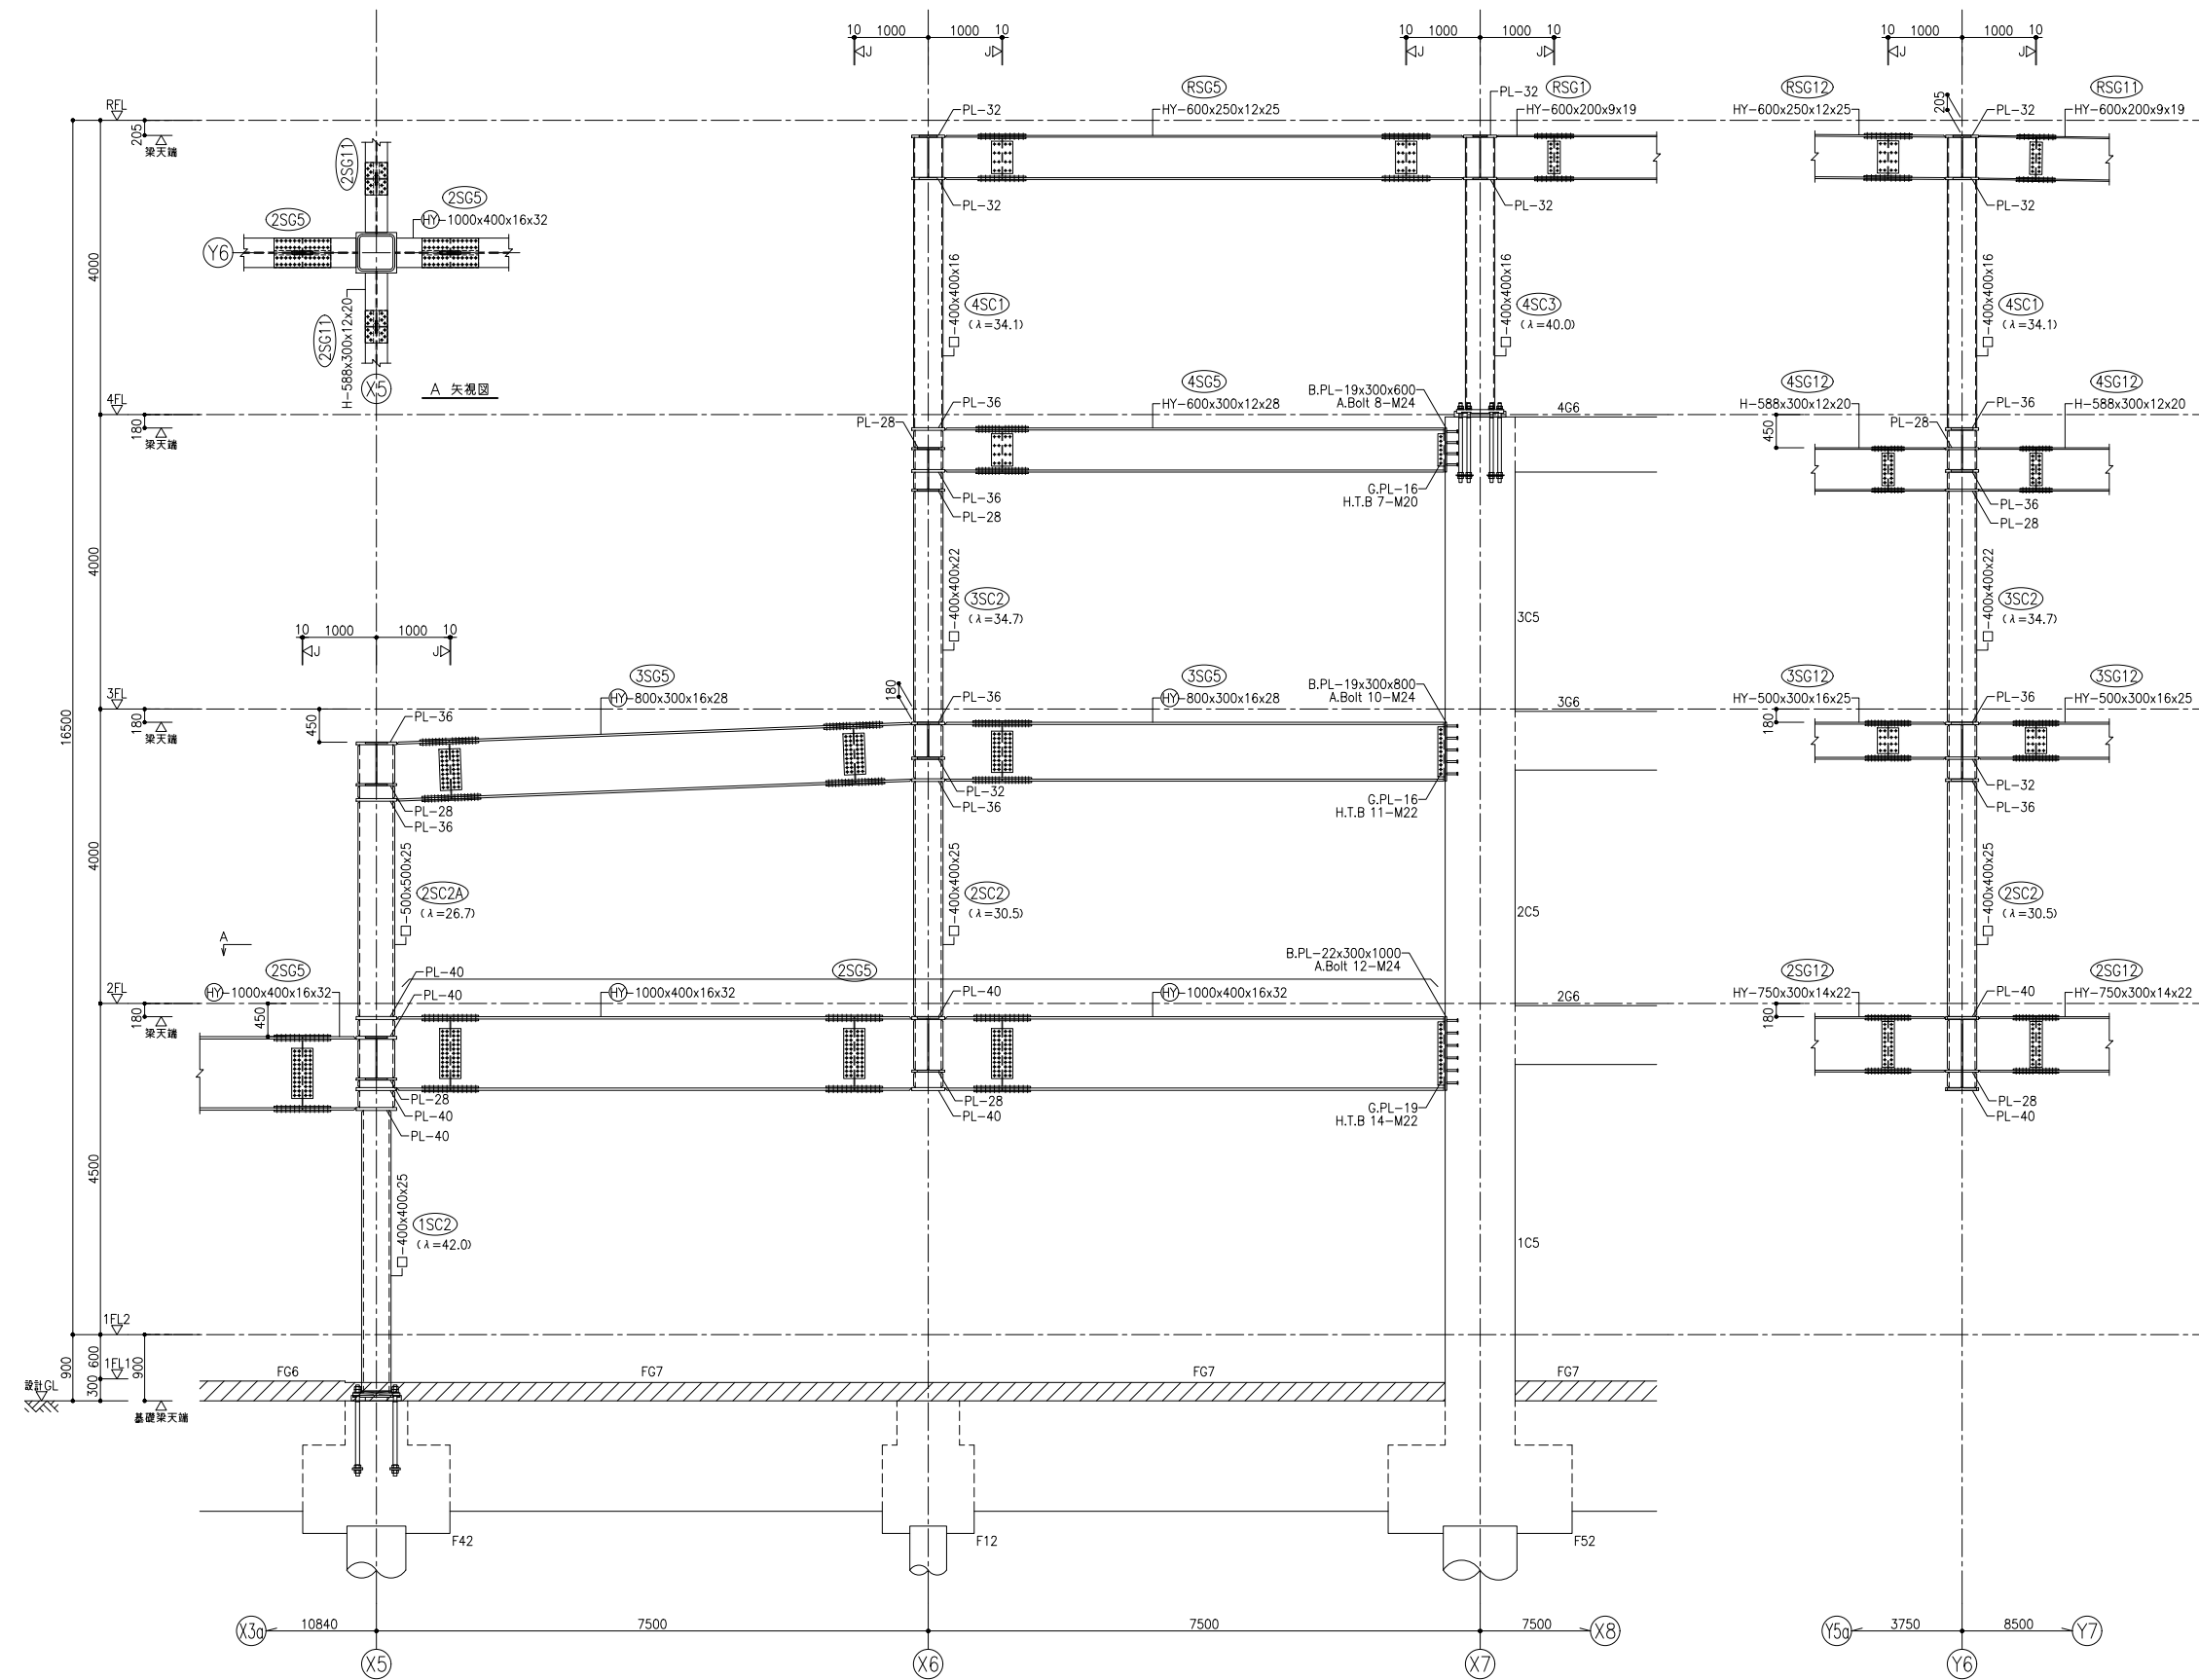 10 1000 1000 10
J J
10 1000 1000 10
J J
10 1000 1000 10
J J
RSG5
HY-600x250x12x25
PL-32
PL-32
RSG1
HY-600x200x9x19
RSG12
HY-600x250x12x25
205
PL-32
RSG11
HY-600x200x9x19
RFL
205
梁天端
PL-32
PL-32
PL-32
2SG11
2SG5
2SG5
HY-1000x400x16x32
Y6
2SG11
H-588x300x12x20
X5
A 矢視図
4000
□-400x400x16
4SC1
(λ=34.1)
□-400x400x16
4SC3
(λ=40.0)
□-400x400x16
4SC1
(λ=34.1)
4FL
180
梁天端
4SG5
HY-600x300x12x28
PL-36
PL-28
PL-36
PL-28
B.PL-19x300x600
A.Bolt 8-M24
G.PL-16
H.T.B 7-M20
4G6
4SG12
H-588x300x12x20
450
PL-28
PL-36
4SG12
H-588x300x12x20
PL-36
PL-28
4000
□-400x400x22
3SC2
(λ=34.7)
3C5
□-400x400x22
3SC2
(λ=34.7)
10 1000 1000 10
J J
3FL
180
梁天端
450
PL-36
3SG5
HY-800x300x16x28
180
PL-36
3SG5
HY-800x300x16x28
B.PL-19x300x800
A.Bolt 10-M24
3G6
3SG12
HY-500x300x16x25
180
PL-36
3SG12
HY-500x300x16x25
PL-28
PL-36
PL-32
PL-36
G.PL-16
H.T.B 11-M22
PL-32
PL-36
16500
4000
□-500x500x25
2SC2A
(λ=26.7)
□-400x400x25
2SC2
(λ=30.5)
2C5
□-400x400x25
2SC2
(λ=30.5)
A
2SG5
HY-1000x400x16x32
PL-40
PL-40
2SG5
HY-1000x400x16x32
PL-40
HY-1000x400x16x32
B.PL-22x300x1000
A.Bolt 12-M24
2G6
2SG12
HY-750x300x14x22
180
PL-40
2SG12
HY-750x300x14x22
2FL
180
梁天端
450
PL-28
PL-40
PL-40
PL-28
PL-40
G.PL-19
H.T.B 14-M22
PL-28
PL-40
4500
□-400x400x25
1SC2
(λ=42.0)
1C5
1FL2
900
600
1FL1
300
900
設計GL
基礎梁天端
FG6
FG7
FG7
FG7
F42
F12
F52
X3a
10840
7500
7500
7500
X8
Y5a
3750
8500
Y7
X5
X6
X7
Y6